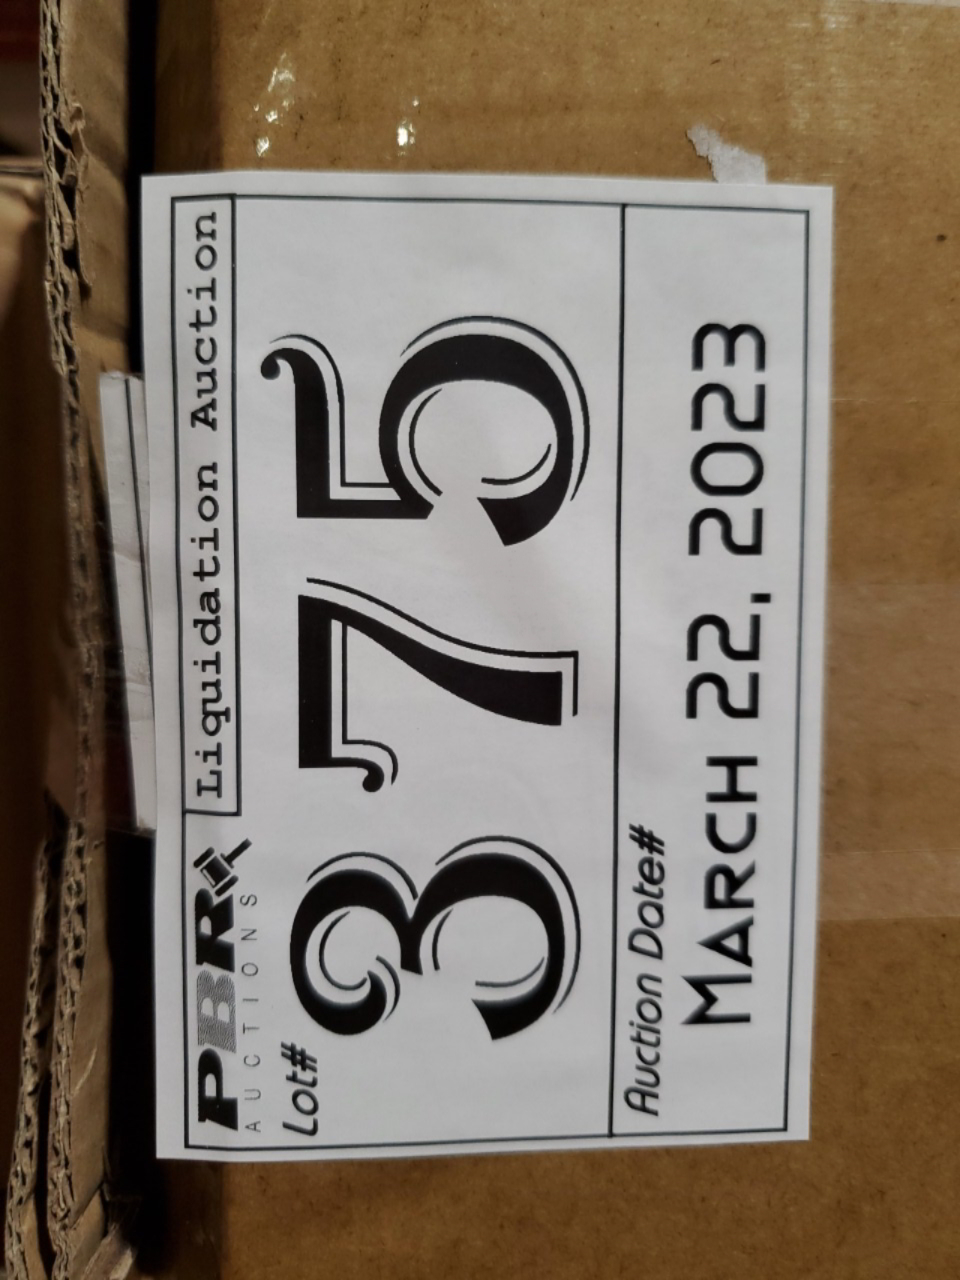 PBR
AUCTIONS
Liquidation Auction
Lot#
375
Auction Date#
MARCH 22, 2023